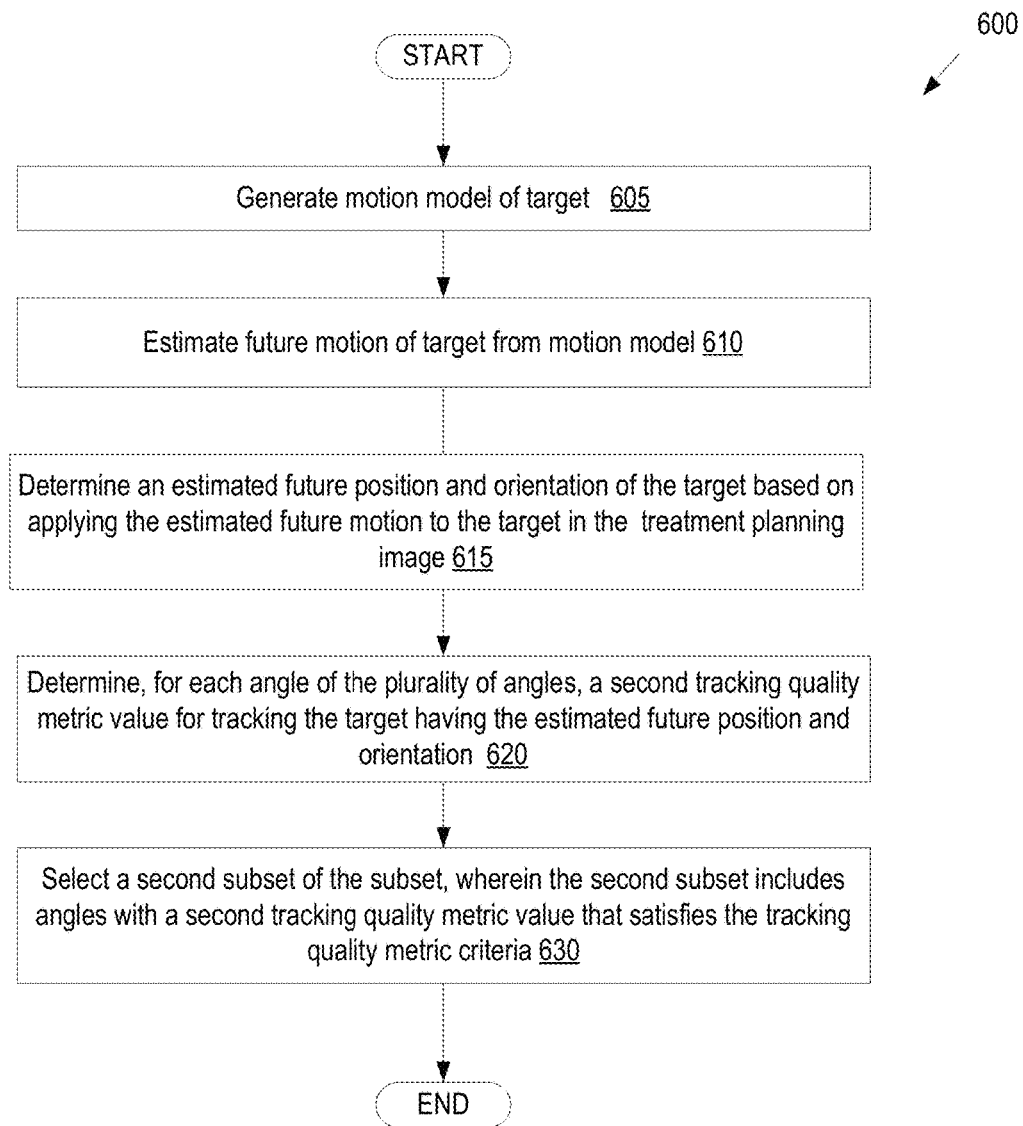 600
START
Generate motion model of target 605
Estimate future motion of target from motion model 610
Determine an estimated future position and orientation of the target based on
applying the estimated future motion to the target in the treatment planning
image 615
Determine, for each angle of the plurality of angles, a second tracking quality
metric value for tracking the target having the estimated future position and
orientation 620
Select a second subset of the subset, wherein the second subset includes
angles with a second tracking quality metric value that satisfies the tracking
quality metric criteria 630
END